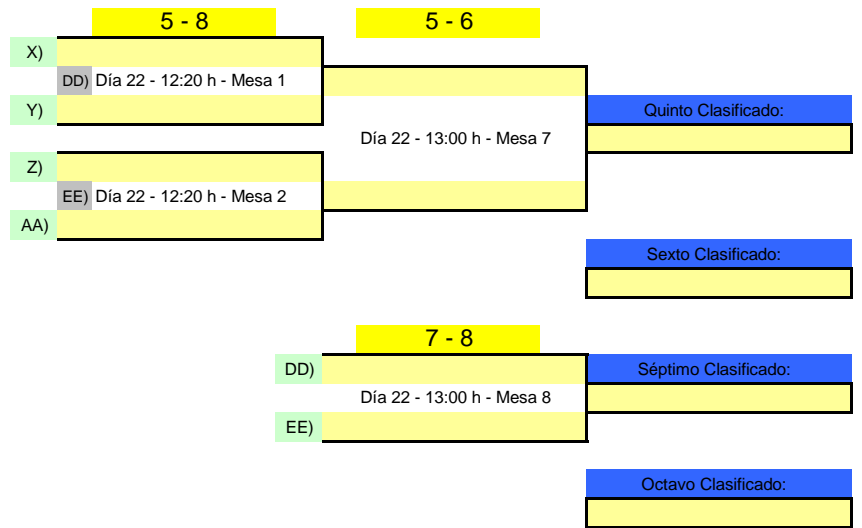 5 - 8
5 - 6
X)
DD) Día 22 - 12:20 h - Mesa 1
Y)
Quinto Clasificado:
Día 22 - 13:00 h - Mesa 7
Z)
EE) Día 22 - 12:20 h - Mesa 2
AA)
Sexto Clasificado:
7 - 8
DD)
Séptimo Clasificado:
Día 22 - 13:00 h - Mesa 8
EE)
Octavo Clasificado: